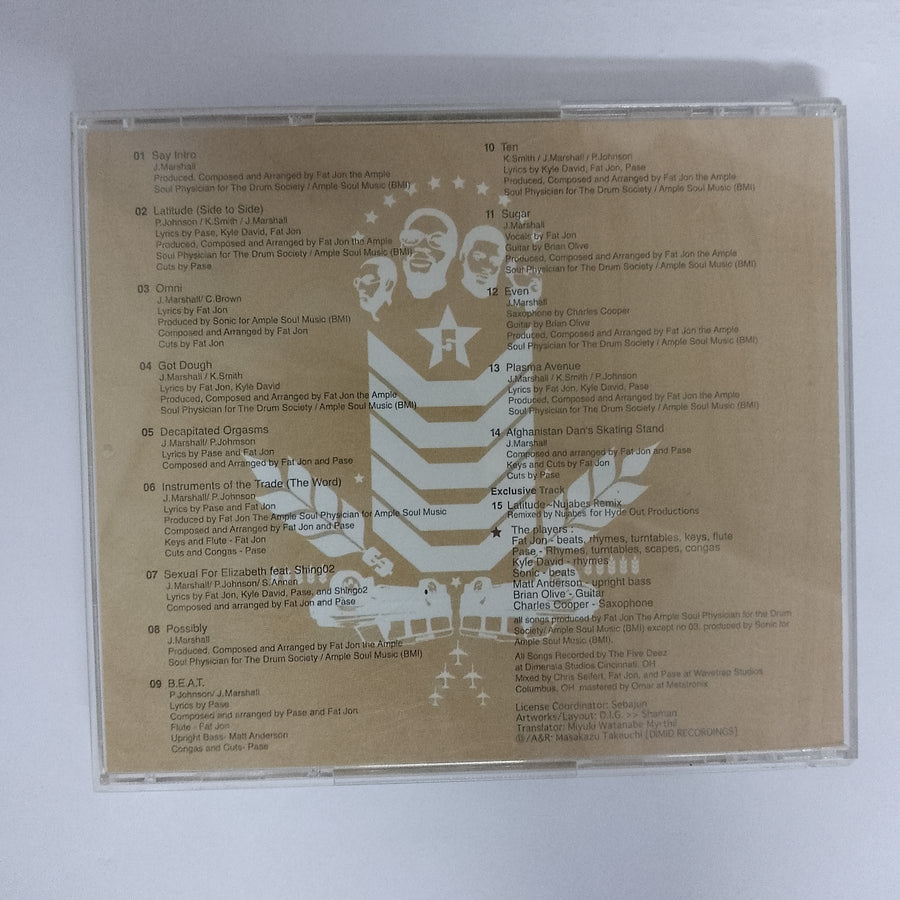 01 Say Intro
J.Marshall
Produced, Composed and Arranged by Fat Jon the Ample
Soul Physician for The Drum Society / Ample Soul Music (BMI)
02 Latitude (Side to Side)
P.Johnson / K.Smith / J.Marshall
Lyrics by Pase, Kyle David, Fat Jon
Produced, Composed and Arranged by Fat Jon the Ample
Soul Physician for The Drum Society / Ample Soul Music (BMI)
Cuts by Pase
03 Omni
J.Marshall/ C.Brown
Lyrics by Fat Jon
Produced by Sonic for Ample Soul Music (BMI)
Composed and Arranged by Fat Jon
Cuts by Fat Jon
04 Got Dough
J.Marshall / K.Smith
Lyrics by Fat Jon, Kyle David
Produced, Composed and Arranged by Fat Jon the Ample
Soul Physician for The Drum Society / Ample Soul Music (BMI)
05 Decapitated Orgasms
J.Marshall/ P.Johmson
Lyrics by Pase and Fat Jon
Composed and Arranged by Fat Jon and Pase
06 Instruments of the Trade (The Word)
J.Marshall/ P.Johnson
Lyrics by Pase and Fat Jon
Produced by Fat Jon The Ample Soul Physician for Ample Soul Music
Composed and Arranged by Fat Jon and Pase
Keys and Flute - Fat Jon
Cuts and Congas - Pase
07 Sexual For Elizabeth feat. Shing02
J.Marshall/ P.Johnson/ S.Annen
Lyrics by Fat Jon, Kyle David, Pase, and Shingo2
Composed and arranged by Fat Jon and Pase
08 Possibly
J.Marshall
Produced, Composed and Arranged by Fat Jon the Ample
Soul Physician for The Drum Society / Ample Soul Music (BMI)
09 B.E.A.T.
P.Johnson/ J.Marshall
Lyrics by Pase
Composed and arranged by Pase and Fat Jon
Flute - Fat Jon
Upright Bass- Matt Anderson
Congas and Cuts- Pase
10 Ten
K.Smith / J.Marshall / P.Johnson
Lyrics by Kyle David, Fat Jon, Pase
Produced, Composed and Arranged by Fat Jon the Ample
Soul Physician for The Drum Society / Ample Soul Music (BMI)
11 Sugar
J.Marshall
Vocals by Fat Jon
Guitar by Brian Olive
Produced, Composed and Arranged by Fat Jon the Ample
Soul Physician for The Drum Society / Ample Soul Music (BMI)
12 Even
J.Marshall
Saxophone by Charles Cooper
Guitar by Brian Olive
Produced, Composed and Arranged by Fat Jon the Ample
Soul Physician for The Drum Society / Ample Soul Music (BMI)
13 Plasma Avenue
J.Marshall / K.Smith / P.Johnson
Lyrics by Fat Jon, Kyle David, Pase
Produced, Composed and Arranged by Fat Jon the Ample
Soul Physician for The Drum Society / Ample Soul Music (BMI)
14 Afghanistan Dan's Skating Stand
J.Marshall
Composed and arranged by Fat Jon and Pase
Keys and Cuts by Fat Jon
Cuts by Pase
Exclusive Track
15 Latitude~Nujabes Remix
Remixed by Nujabes for Hyde Out Productions
The players :
Fat Jon - beats, rhymes, turntables, keys, flute
Pase - Rhymes, turntables, scapes, congas
Kyle David - rhymes
Sonic - beats
Matt Anderson - upright bass
Brian Olive - Guitar
Charles Cooper - Saxophone
all songs produced by Fat Jon The Ample Soul Physician for the Drum
Society/ Ample Soul Music (BMI) except no 03. produced by Sonic for
Ample Soul Music (BMI).
All Songs Recorded by The Five Deez
at Dimensia Studios Cincinnati, OH
Mixed by Chris Seifert, Fat Jon, and Pase at Wavetrap Studios
Columbus, OH mastered by Omar at Metatronix
License Coordinator: Sebajun
Artworks/Layout: D.I.G. >> Shaman
Translator: Miyuki Watanabe Myrthil
Ⓟ/A&R: Masakazu Takeuchi [DIMID RECORDINGS]